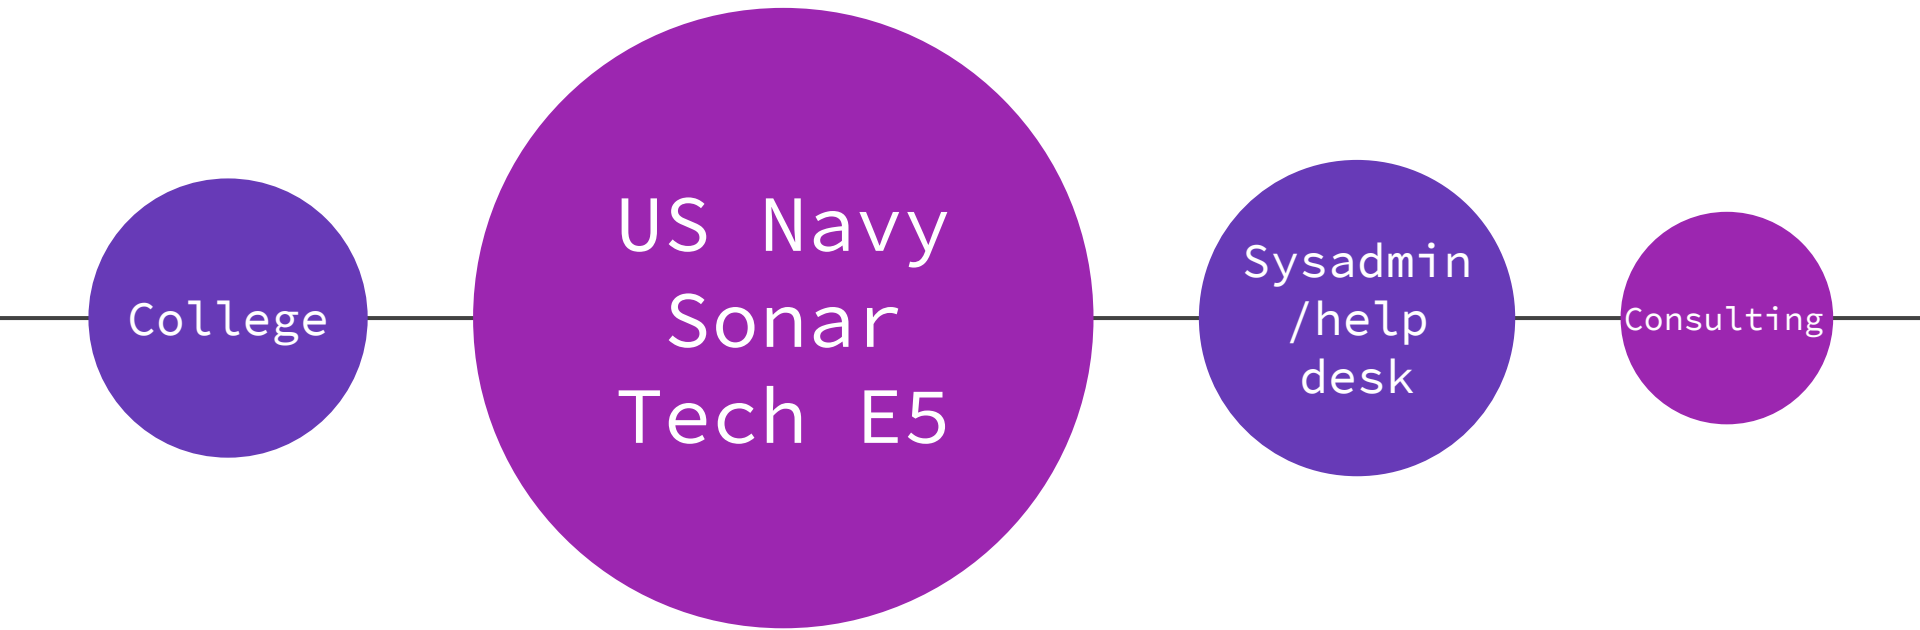 College
US Navy
Sonar
Tech E5
Sysadmin
/help
desk
Consulting